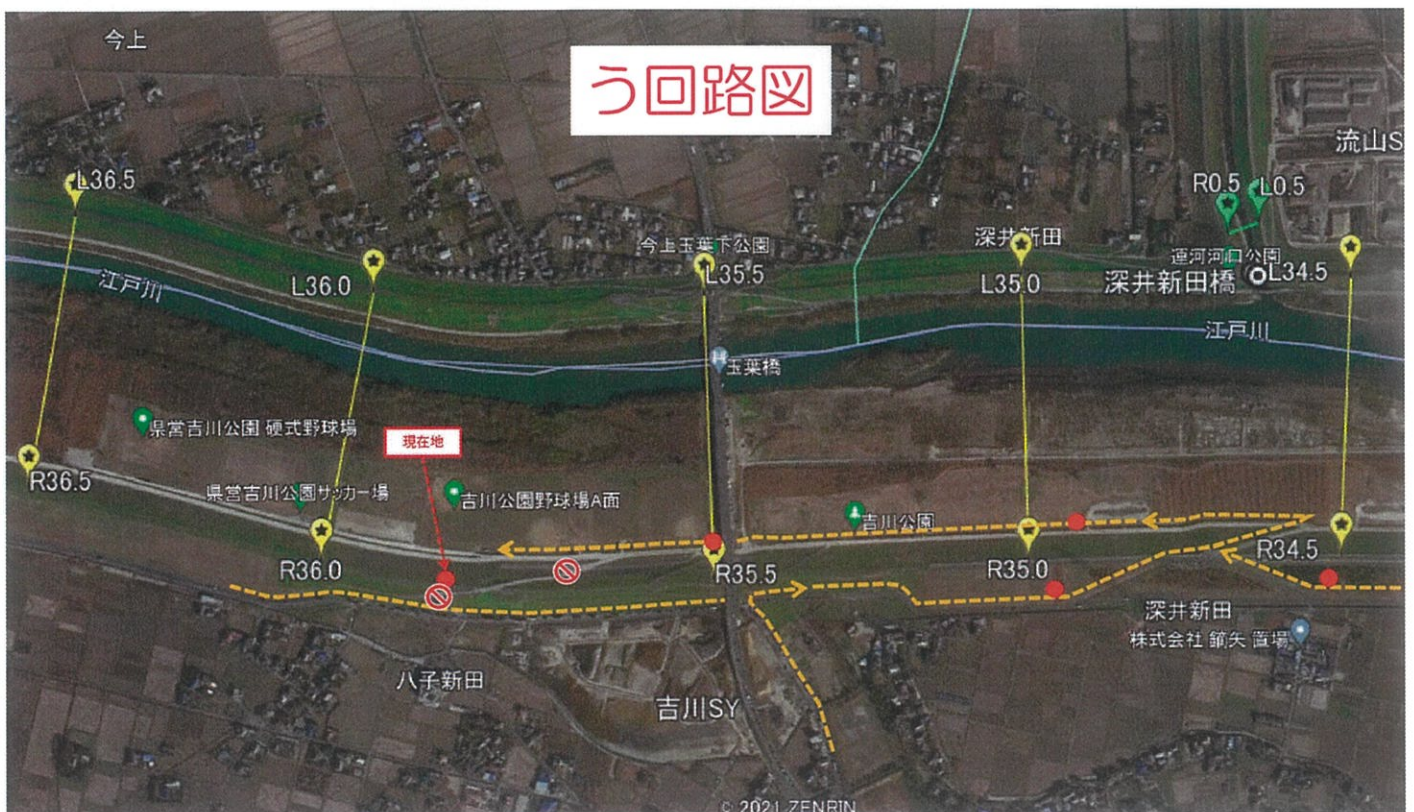 今上
う回路図
流山S
L36.5
R0.5
L0.5
今上玉葉下公園
深井新田
運河河口公園
L36.0
L35.5
L35.0
深井新田橋
L34.5
江戸川
江戸川
玉葉橋
県営吉川公園 硬式野球場
現在地
R36.5
県営吉川公園サッカー場
吉川公園野球場A面
吉川公園
R36.0
R35.5
R35.0
R34.5
深井新田
株式会社 鏑矢 置場
八子新田
吉川SY
© 2021 ZENRIN